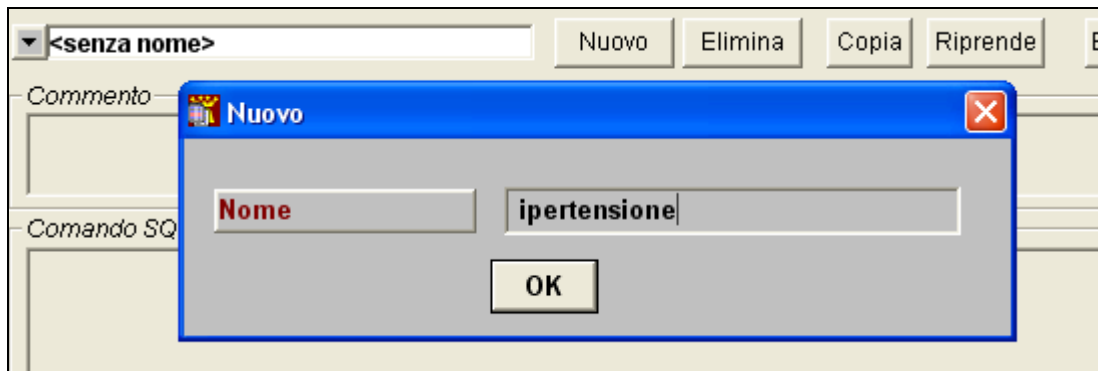 <senza nome> Nuovo Elimina Copia Riprende
Commento
Nuovo
Nome ipertensione
Comando SQ
OK